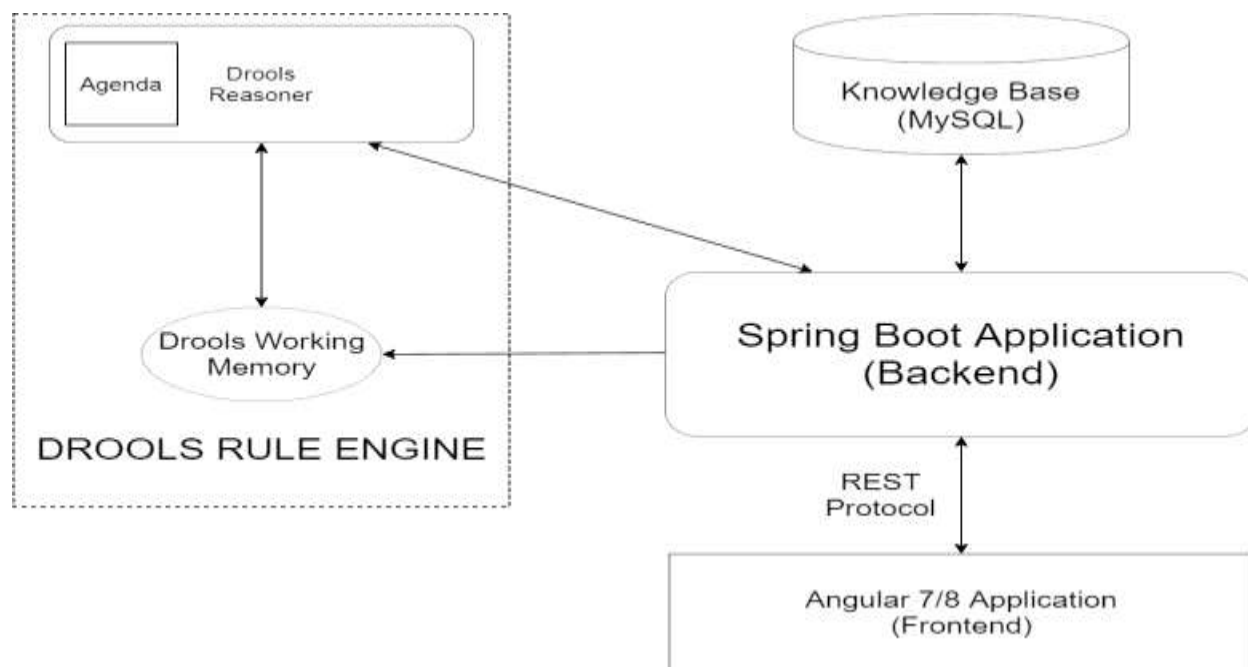 Agenda
Drools
Reasoner
Knowledge Base
(MySQL)
Drools Working
Memory
Spring Boot Application
(Backend)
DROOLS RULE ENGINE
REST
Protocol
Angular 7/8 Application
(Frontend)